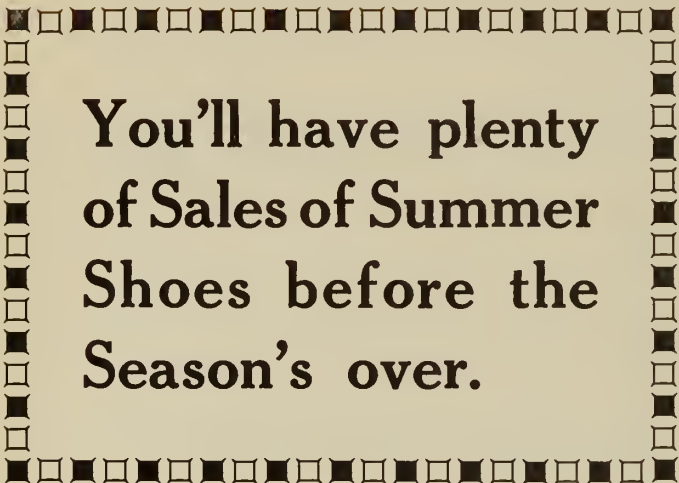 You'll have plenty
of Sales of Summer
Shoes before the
Season's over.